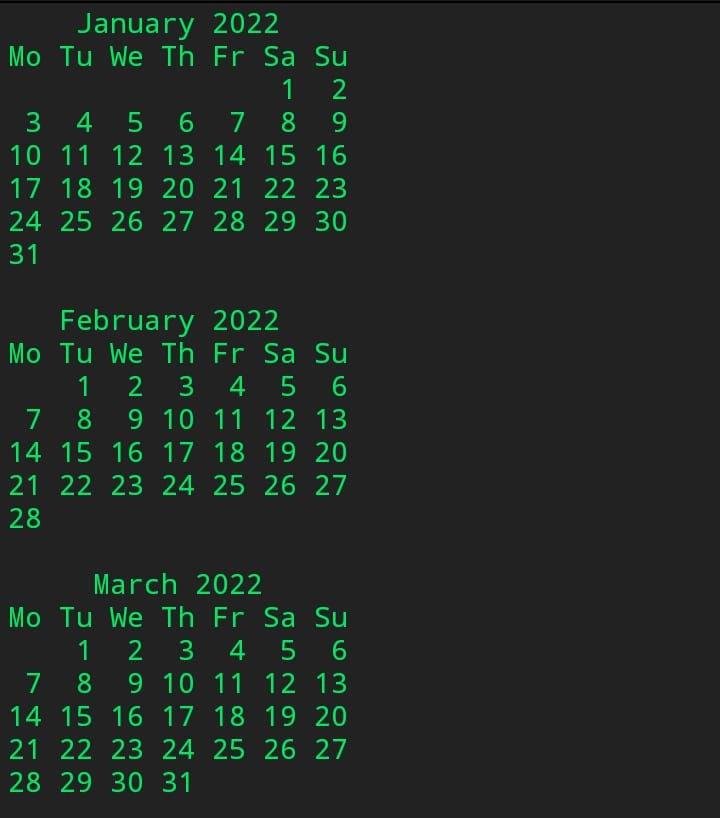 January 2022
Mo Tu We Th Fr Sa Su
1 2
3 4 5 6 7 8 9
10 11 12 13 14 15 16
17 18 19 20 21 22 23
24 25 26 27 28 29 30
31
February 2022
Mo Tu We Th Fr Sa Su
1 2 3 4 5 6
7 8 9 10 11 12 13
14 15 16 17 18 19 20
21 22 23 24 25 26 27
28
March 2022
Mo Tu We Th Fr Sa Su
1 2 3 4 5 6
7 8 9 10 11 12 13
14 15 16 17 18 19 20
21 22 23 24 25 26 27
28 29 30 31